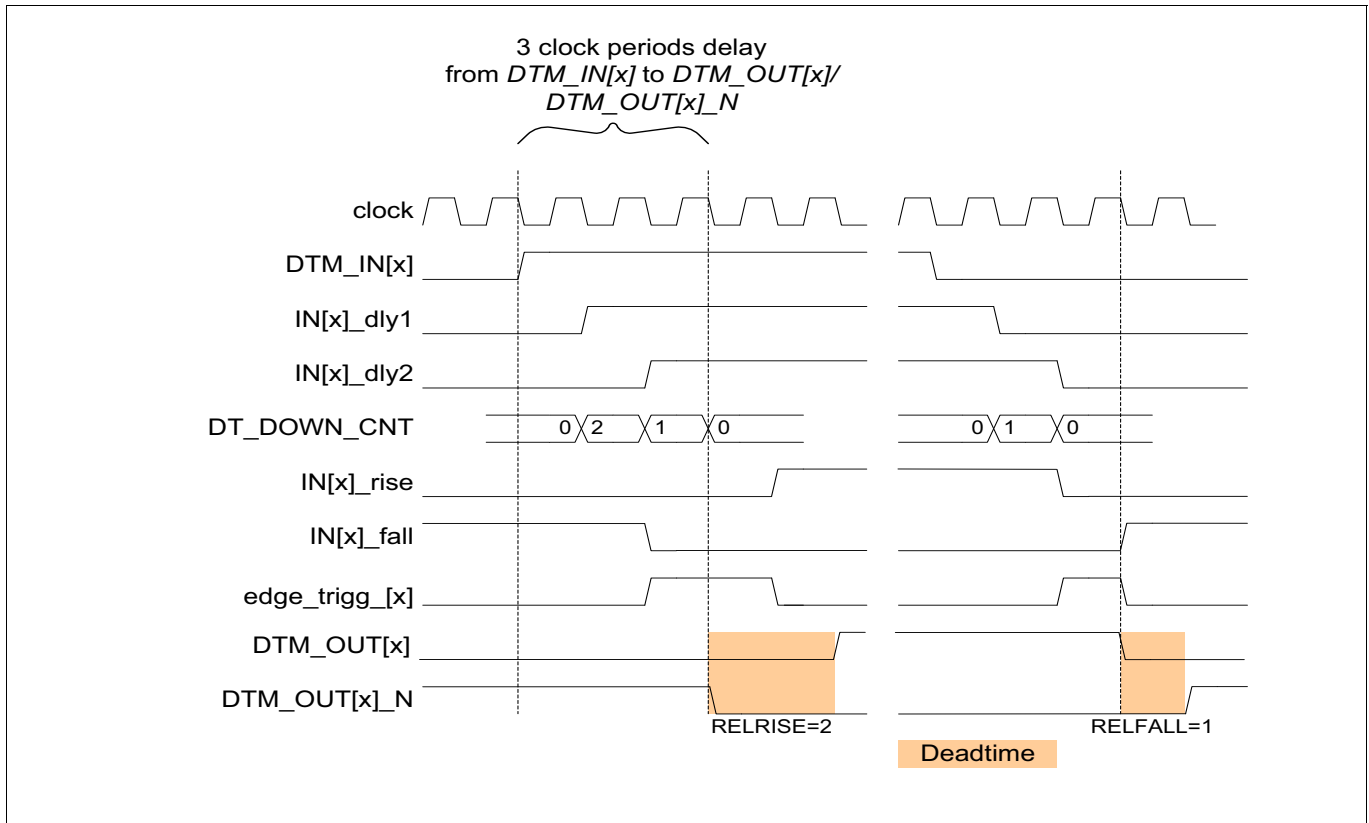 3 clock periods delay
from DTM_IN[x] to DTM_OUT[x]/
DTM_OUT[x]_N
clock
DTM_IN[x]
IN[x]_dly1
IN[x]_dly2
DT_DOWN_CNT 0 2 1 0 0 1 0
IN[x]_rise
IN[x]_fall
edge_trigg_[x]
DTM_OUT[x]
DTM_OUT[x]_N
RELRISE=2 RELFALL=1
Deadtime